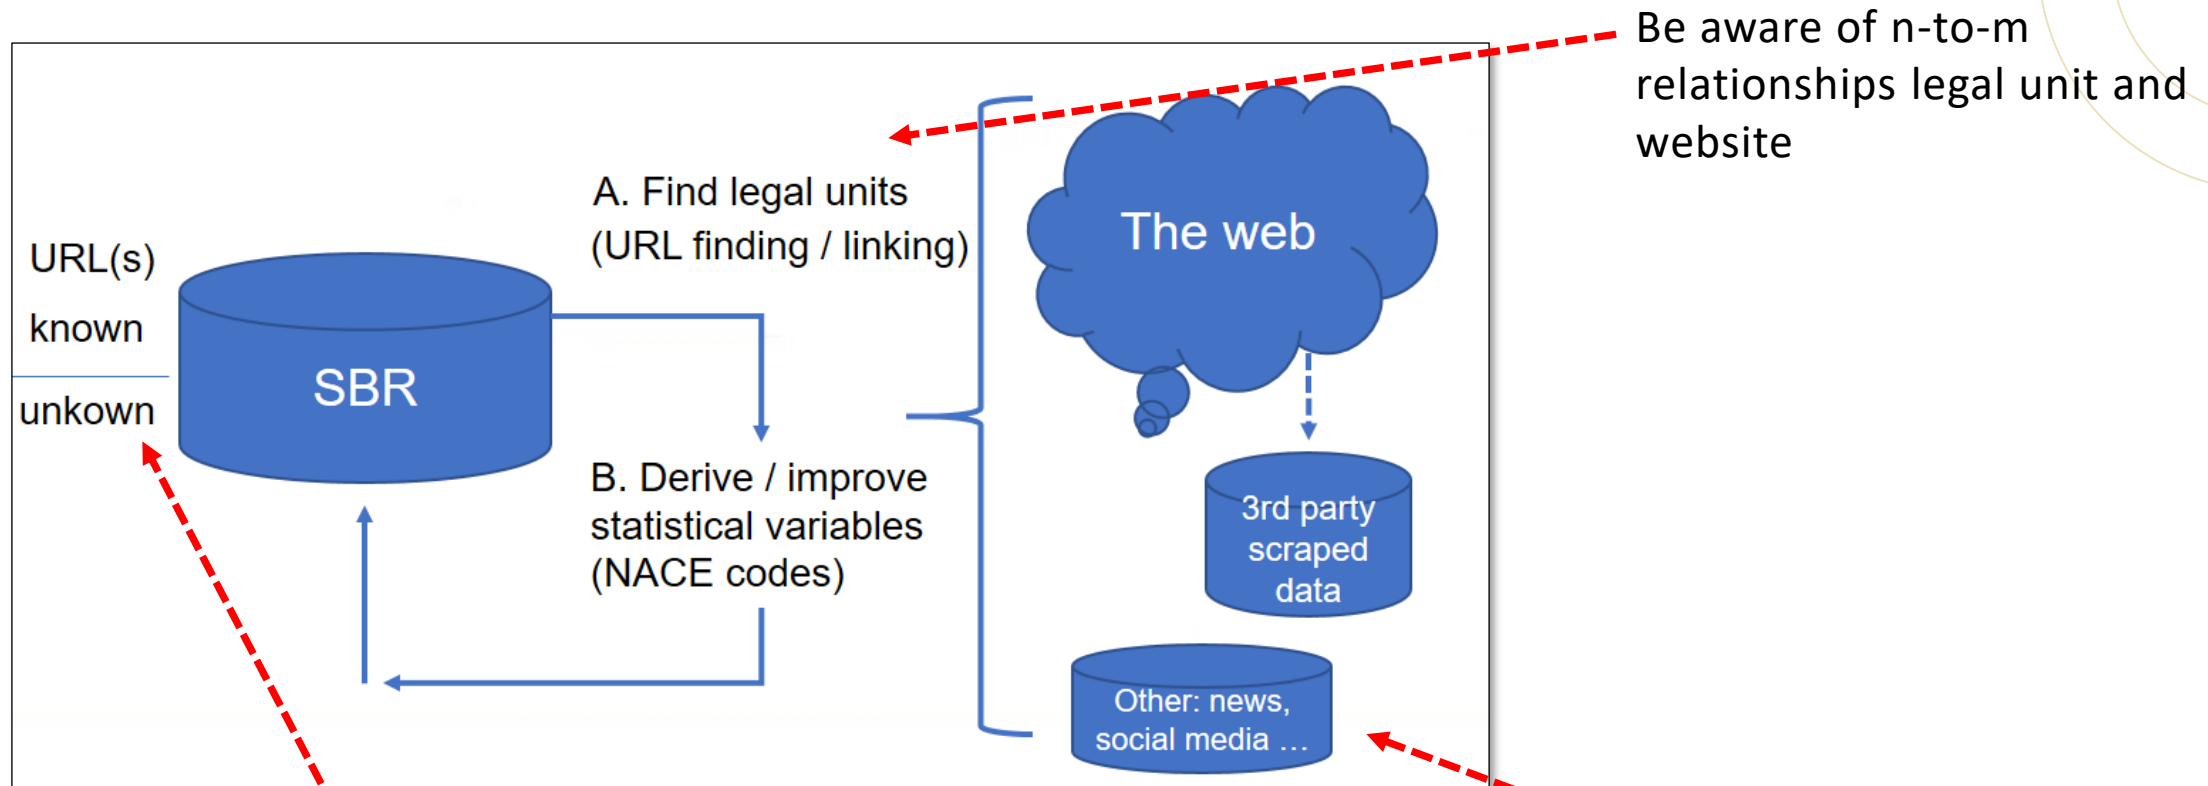 Be aware of n-to-m
relationships legal unit and
website
A. Find legal units
(URL finding / linking)
The web
URL(s)
known
unkown
SBR
B. Derive / improve
statistical variables
(NACE codes)
3rd party
scraped
data
Other: news,
social media …